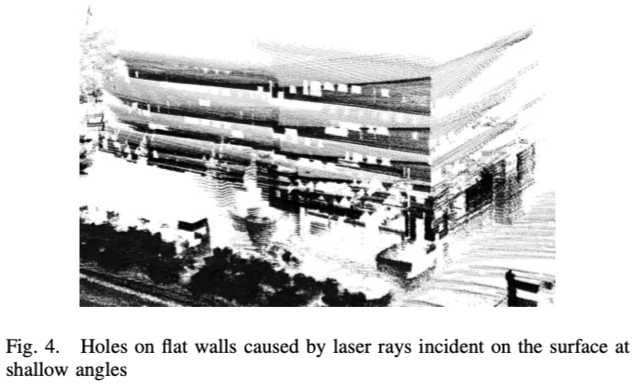 Fig. 4. Holes on flat walls caused by laser rays incident on the surface at
shallow angles